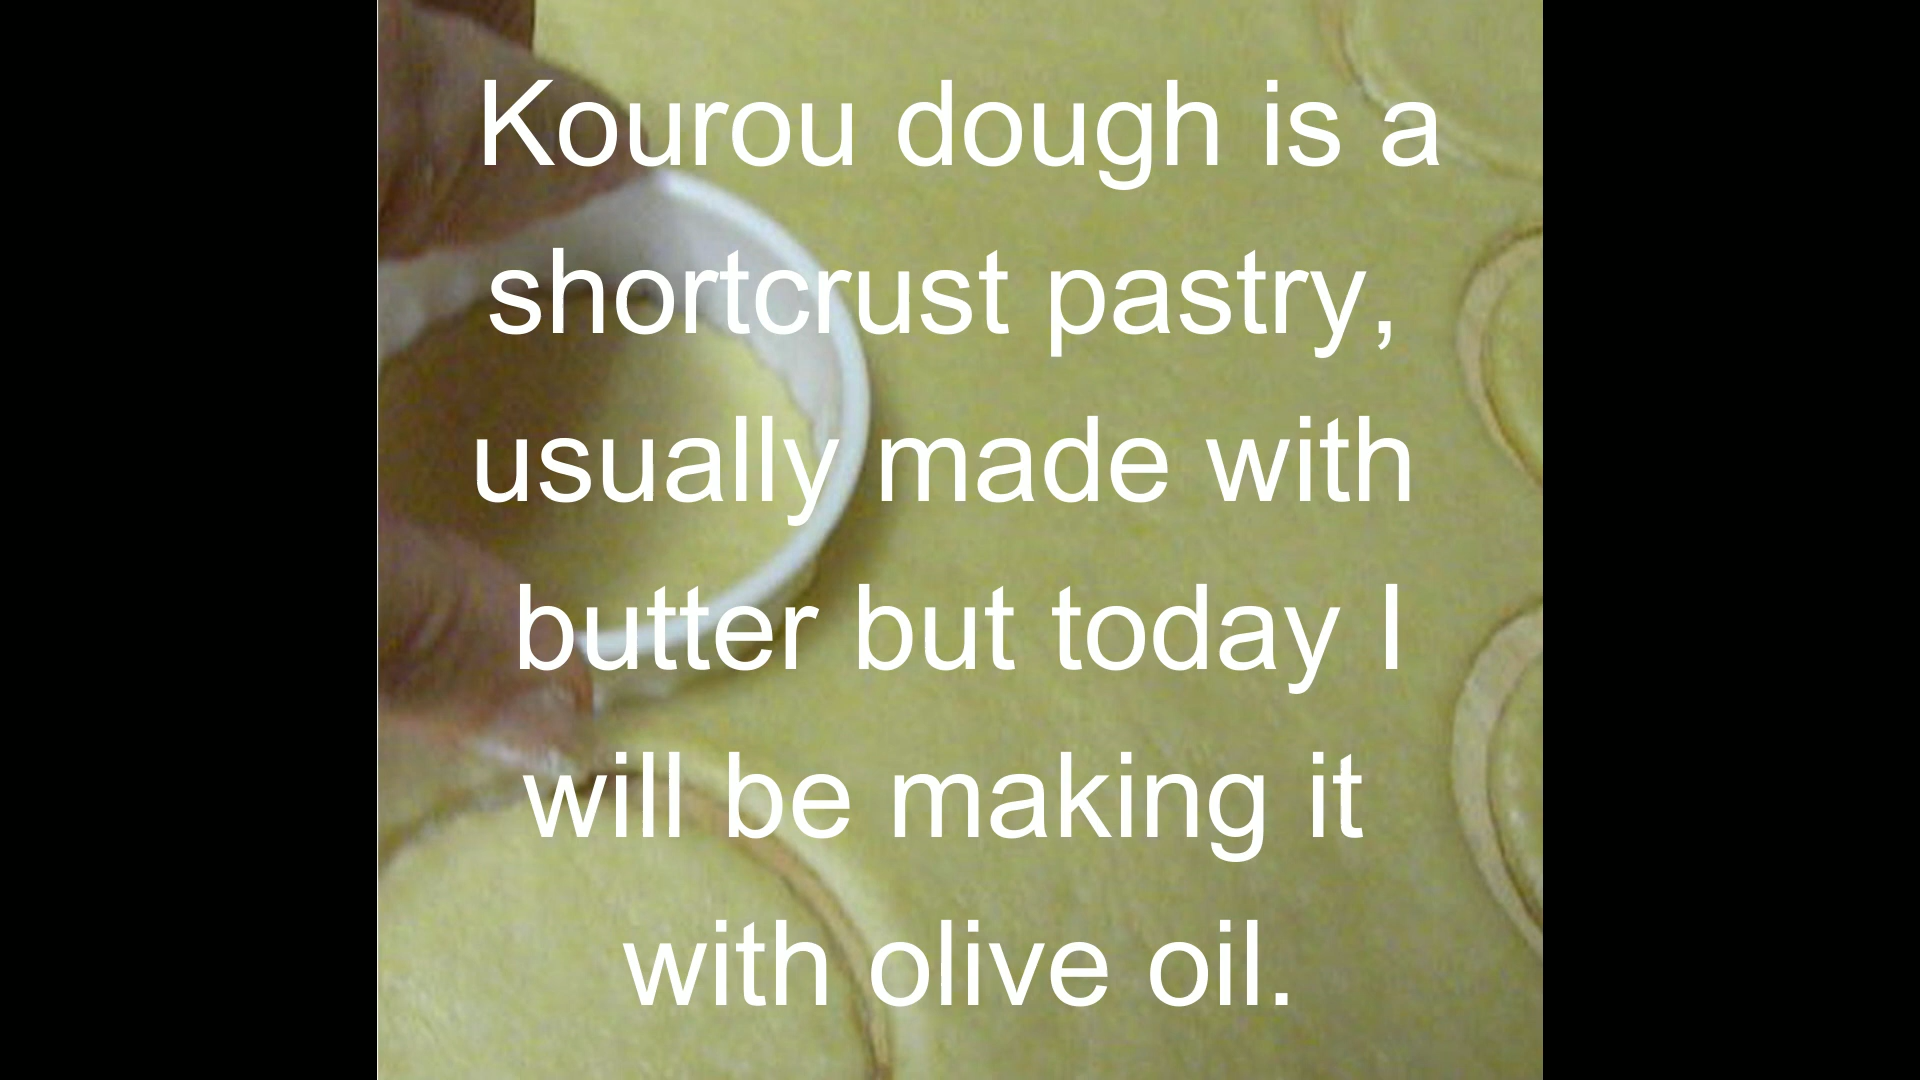 Kourou dough is a
shortcrust pastry,
usually made with
butter but today I
will be making it
with olive oil.